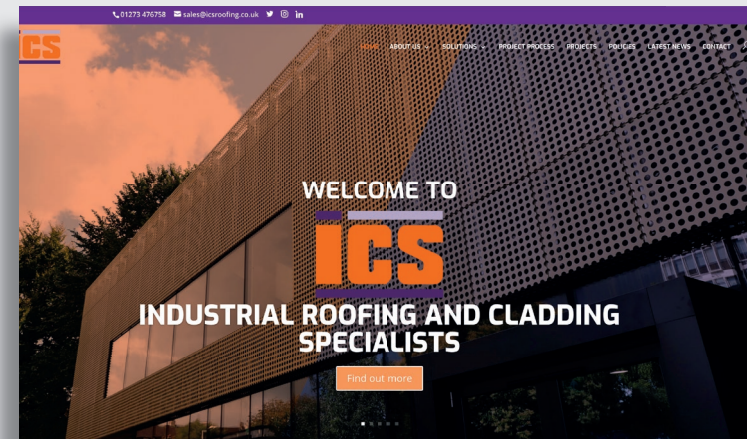 01273 476758 sales@icsroofing.co.uk
ICS
HOME ABOUT US SOLUTIONS PROJECT PROCESS PROJECTS POLICIES LATEST NEWS CONTACT
WELCOME TO
ICS
INDUSTRIAL ROOFING AND CLADDING
SPECIALISTS
Find out more